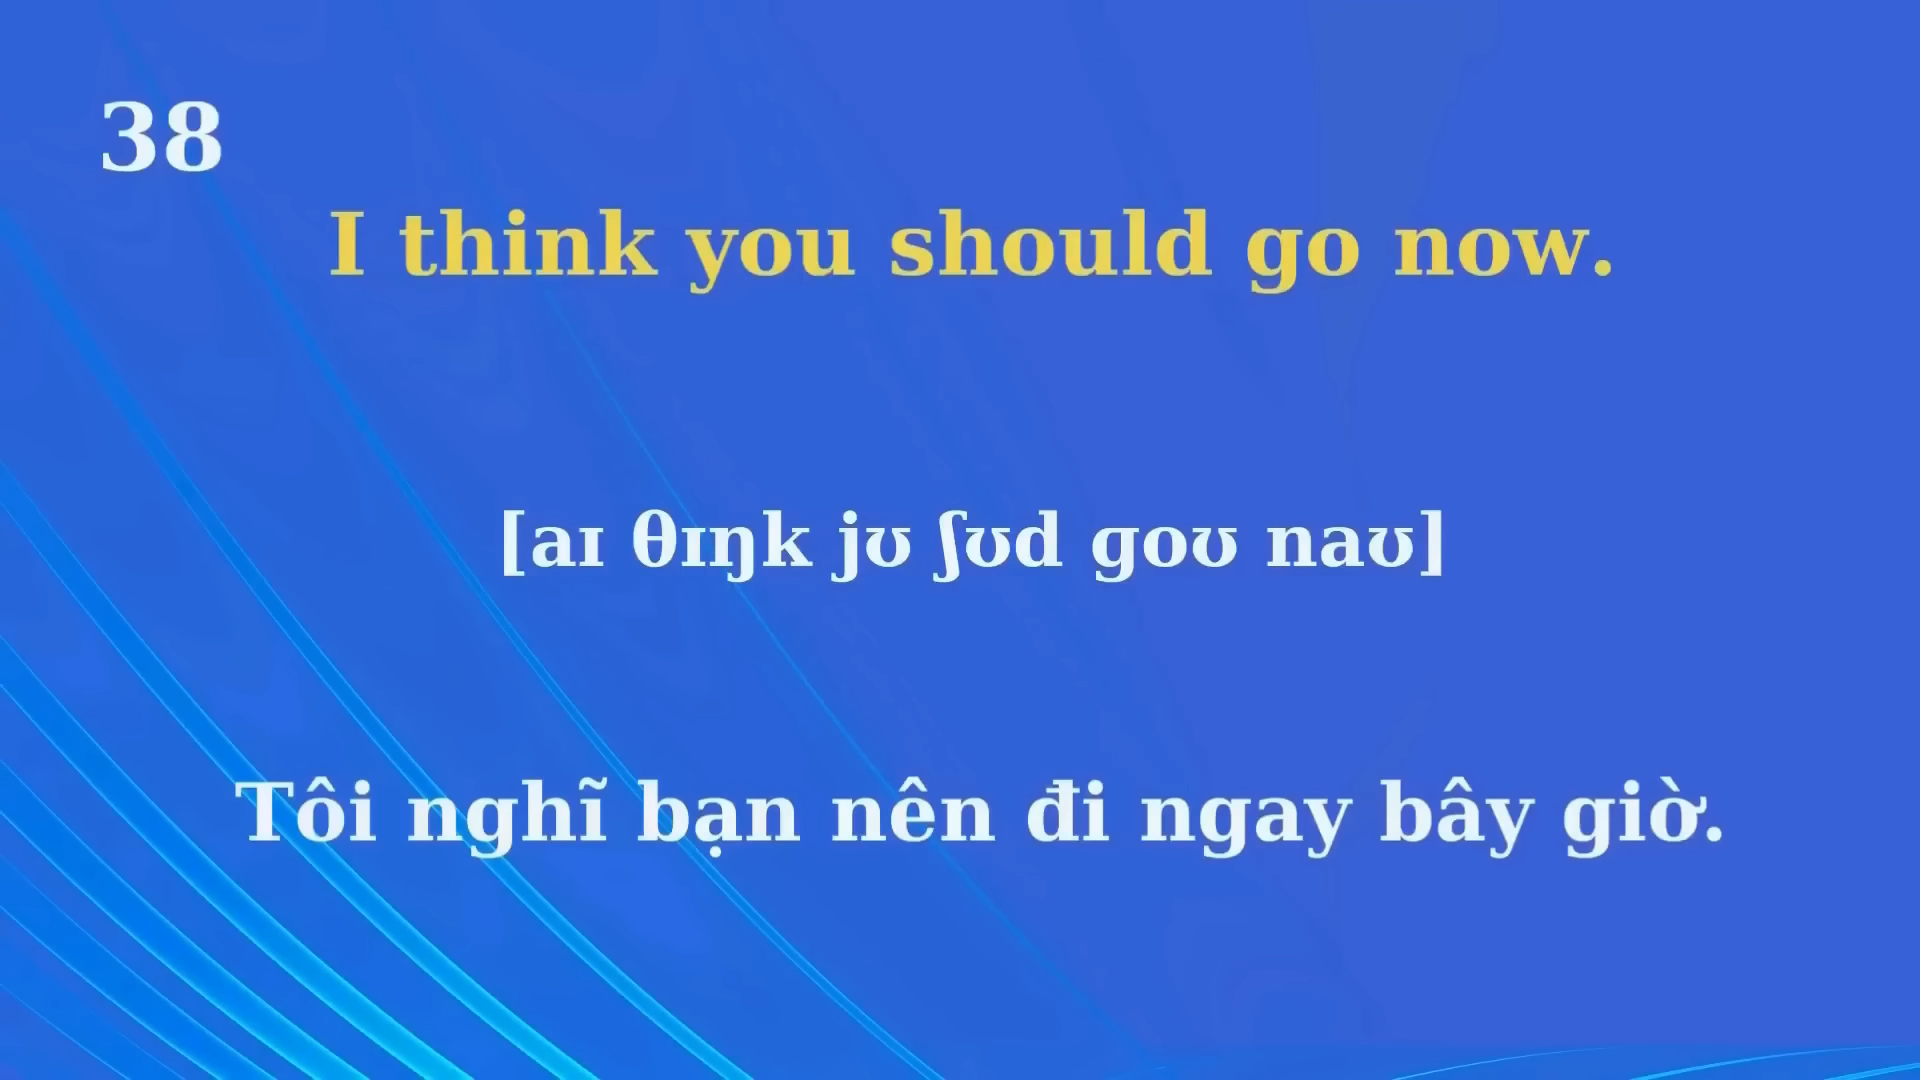 38
I think you should go now.
[aɪ θɪŋk jʊ ʃʊd ɡoʊ naʊ]
Tôi nghĩ bạn nên đi ngay bây giờ.